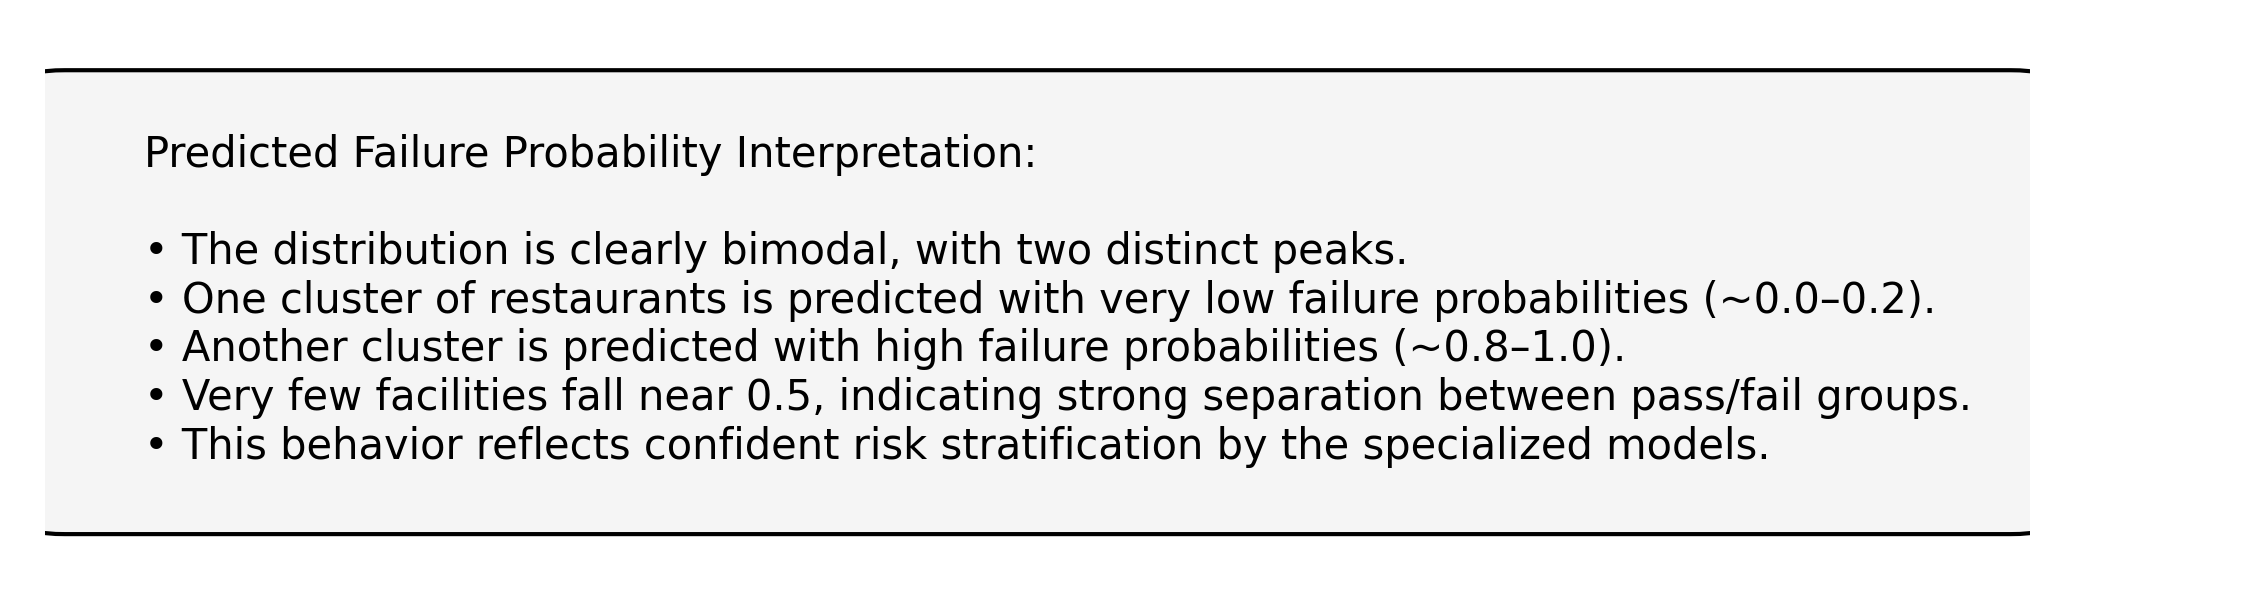 Predicted Failure Probability Interpretation:
• The distribution is clearly bimodal, with two distinct peaks.
• One cluster of restaurants is predicted with very low failure probabilities (~0.0–0.2).
• Another cluster is predicted with high failure probabilities (~0.8–1.0).
• Very few facilities fall near 0.5, indicating strong separation between pass/fail groups.
• This behavior reflects confident risk stratification by the specialized models.